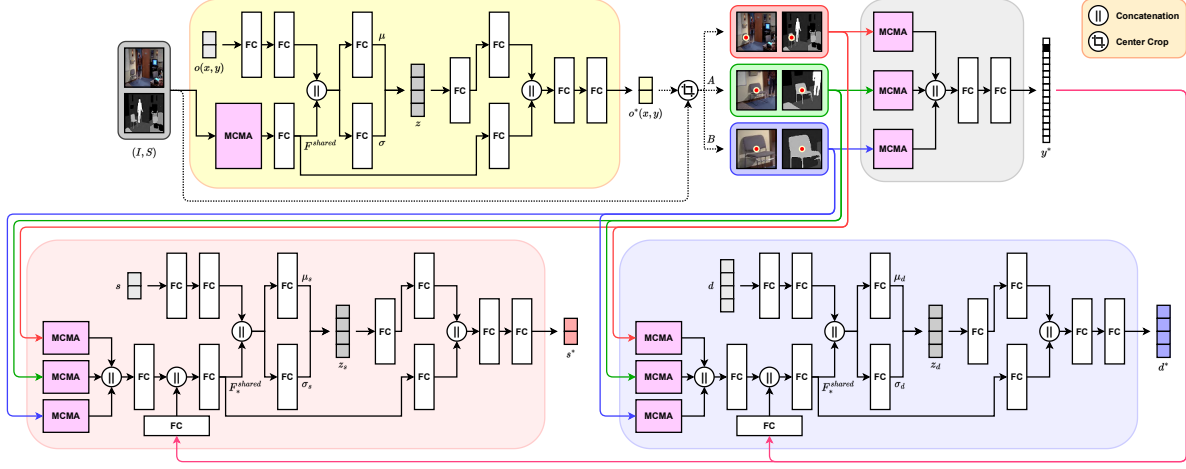 (I, S)
o(x, y)
FC
FC
MCMA
FC
||
F^{shared}
FC
μ
FC
σ
z
FC
FC
FC
||
FC
FC
o*(x, y)
A
B
MCMA
MCMA
MCMA
||
FC
FC
y*
|| Concatenation
Center Crop
s
FC
FC
MCMA
MCMA
MCMA
||
FC
||
FC
FC
||
F_*^{shared}
FC
μ_s
FC
σ_s
z_s
FC
FC
FC
||
FC
FC
s*
d
FC
FC
MCMA
MCMA
MCMA
||
FC
||
FC
FC
||
F_*^{shared}
FC
μ_d
FC
σ_d
z_d
FC
FC
FC
||
FC
FC
d*